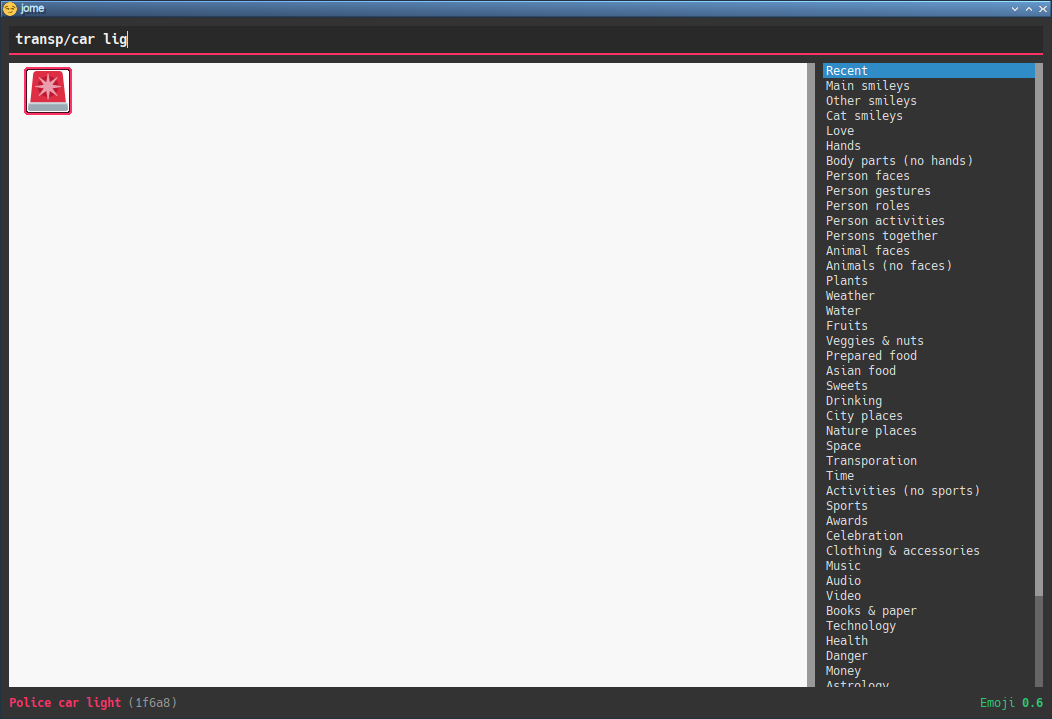 jome
transp/car lig
Recent
Main smileys
Other smileys
Cat smileys
Love
Hands
Body parts (no hands)
Person faces
Person gestures
Person roles
Person activities
Persons together
Animal faces
Animals (no faces)
Plants
Weather
Water
Fruits
Veggies & nuts
Prepared food
Asian food
Sweets
Drinking
City places
Nature places
Space
Transporation
Time
Activities (no sports)
Sports
Awards
Celebration
Clothing & accessories
Music
Audio
Video
Books & paper
Technology
Health
Danger
Money
Astrology
Police car light (1f6a8)
Emoji 0.6